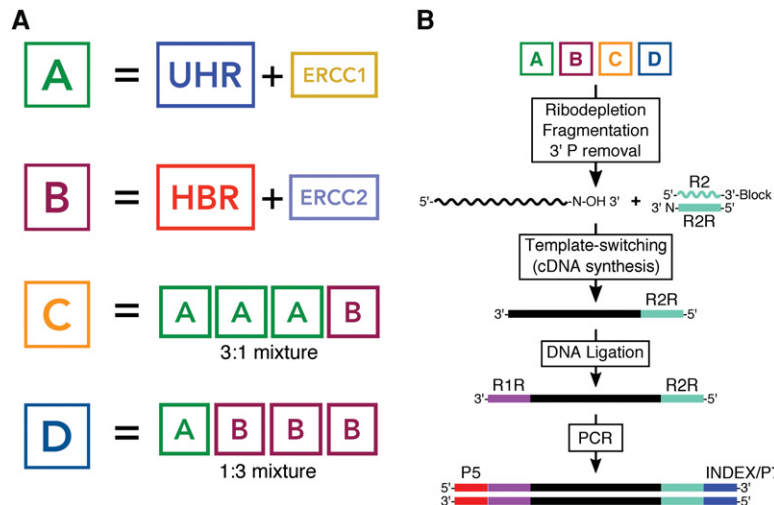 A
A = UHR + ERCC1
B = HBR + ERCC2
C = A A A B
3:1 mixture
D = A B B B
1:3 mixture
B
A B C D
Ribodepletion
Fragmentation
3' P removal
R2
5'- -N-OH 3' + 5'- -3'-Block
3' N- -5'
R2R
Template-switching
(cDNA synthesis)
R2R
3'- -5'
DNA Ligation
R1R R2R
3'- -5'
PCR
P5 INDEX/P7
5'- -3'
3'- -5'